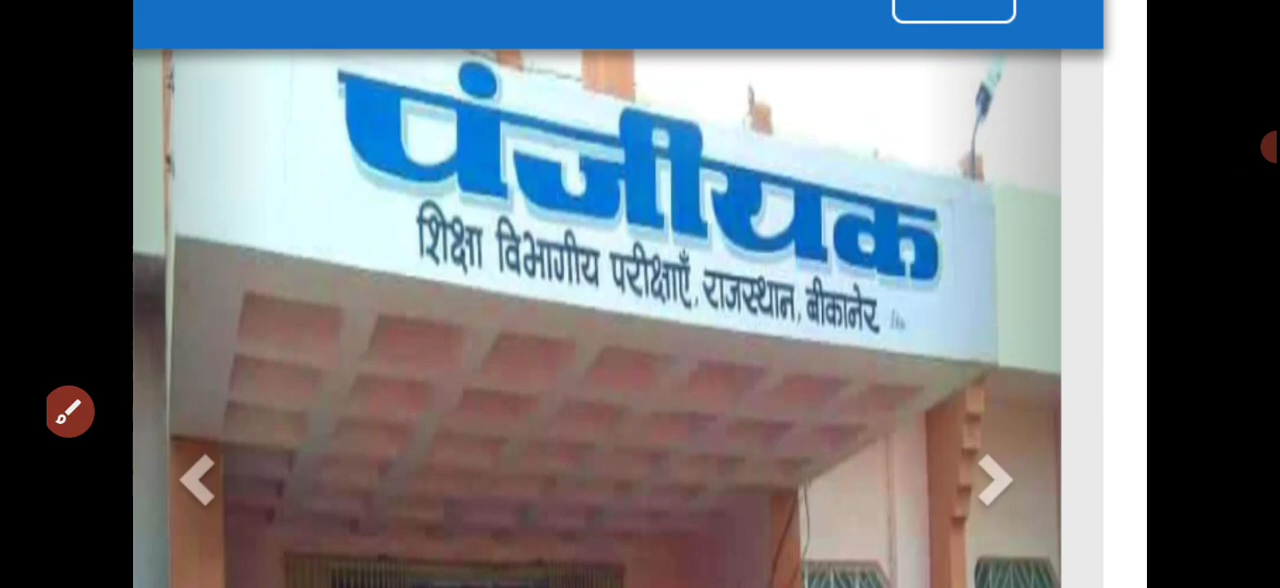 पंजीयक
शिक्षा विभागीय परीक्षाएँ, राजस्थान, बीकानेर